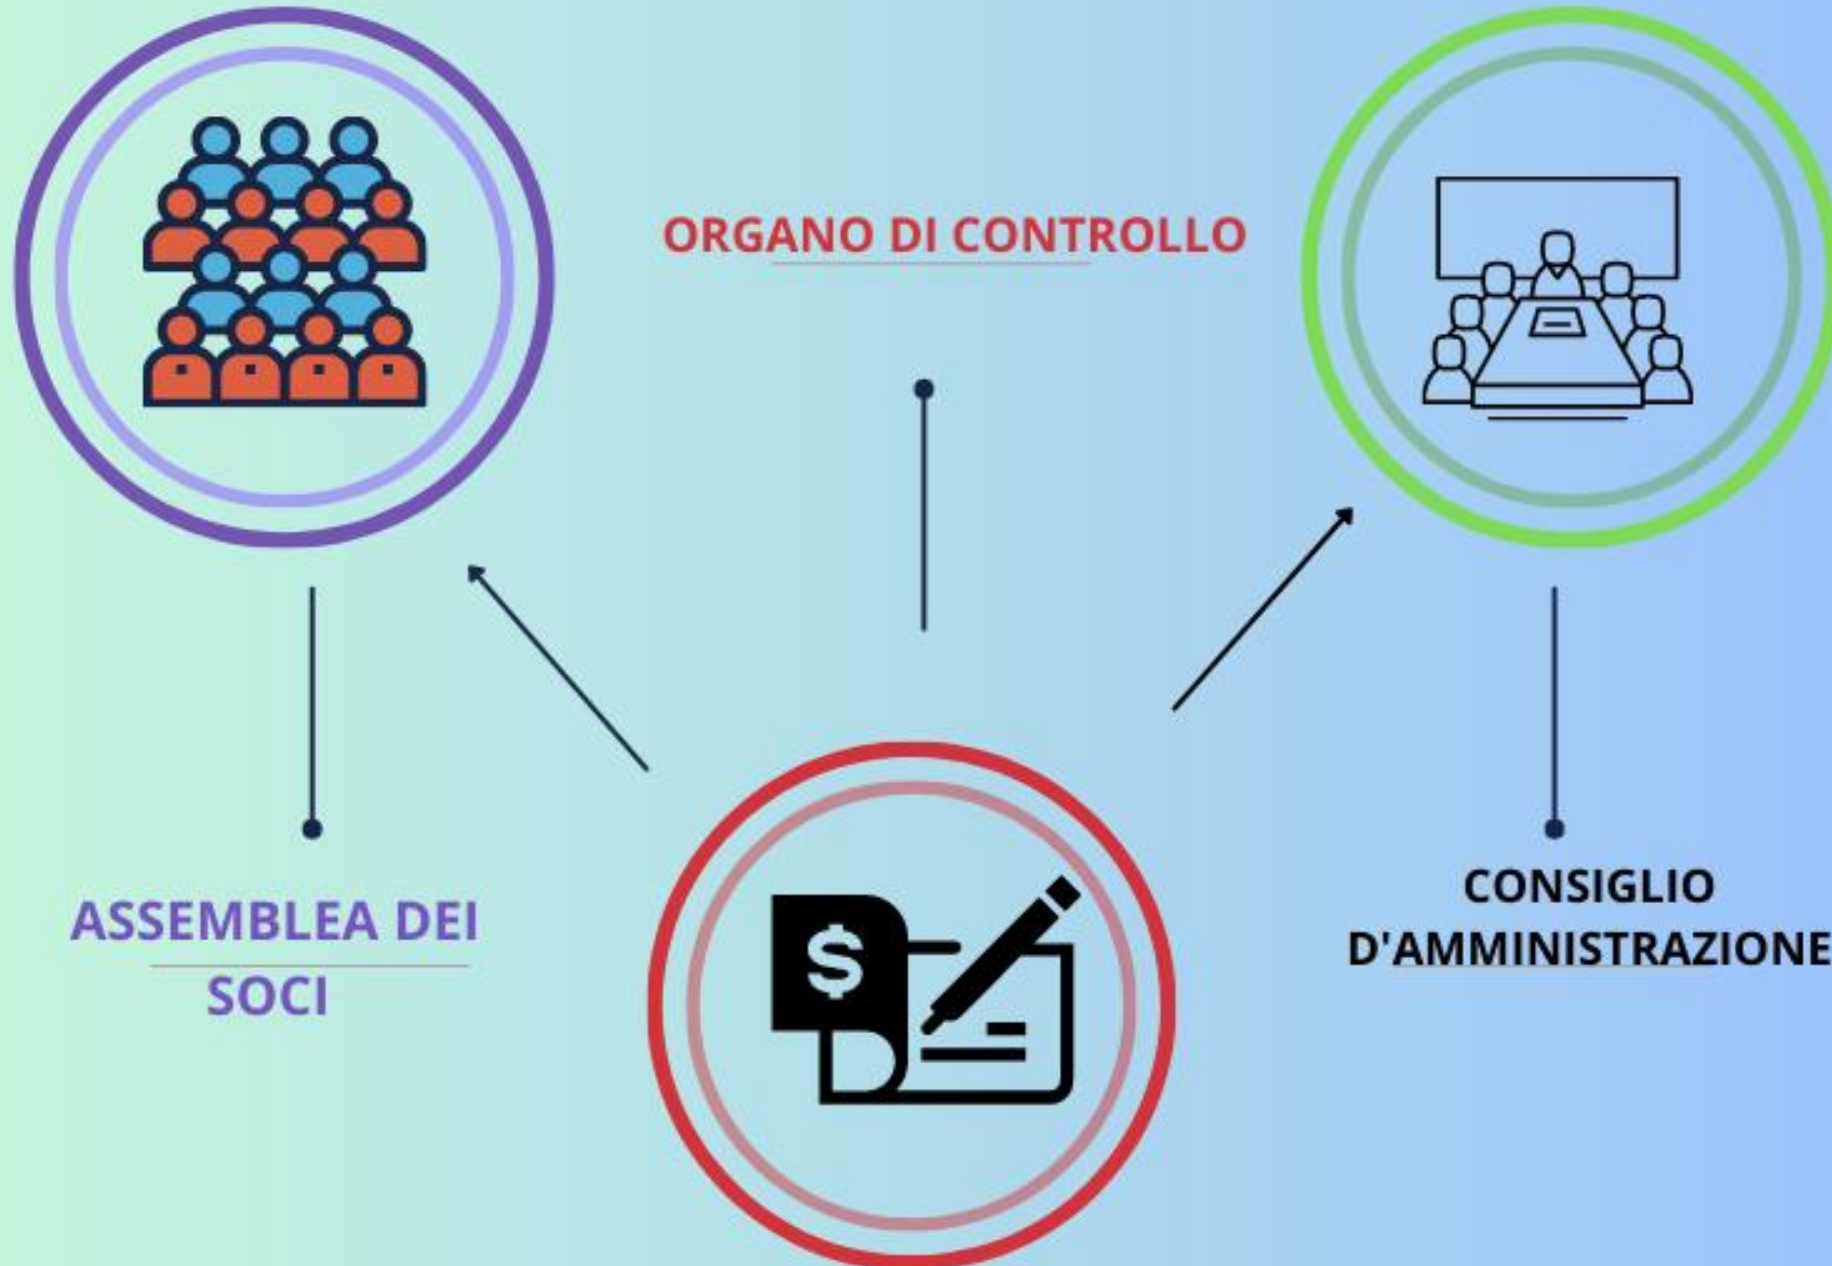 ORGANO DI CONTROLLO
ASSEMBLEA DEI
SOCI
CONSIGLIO
D'AMMINISTRAZIONE
$